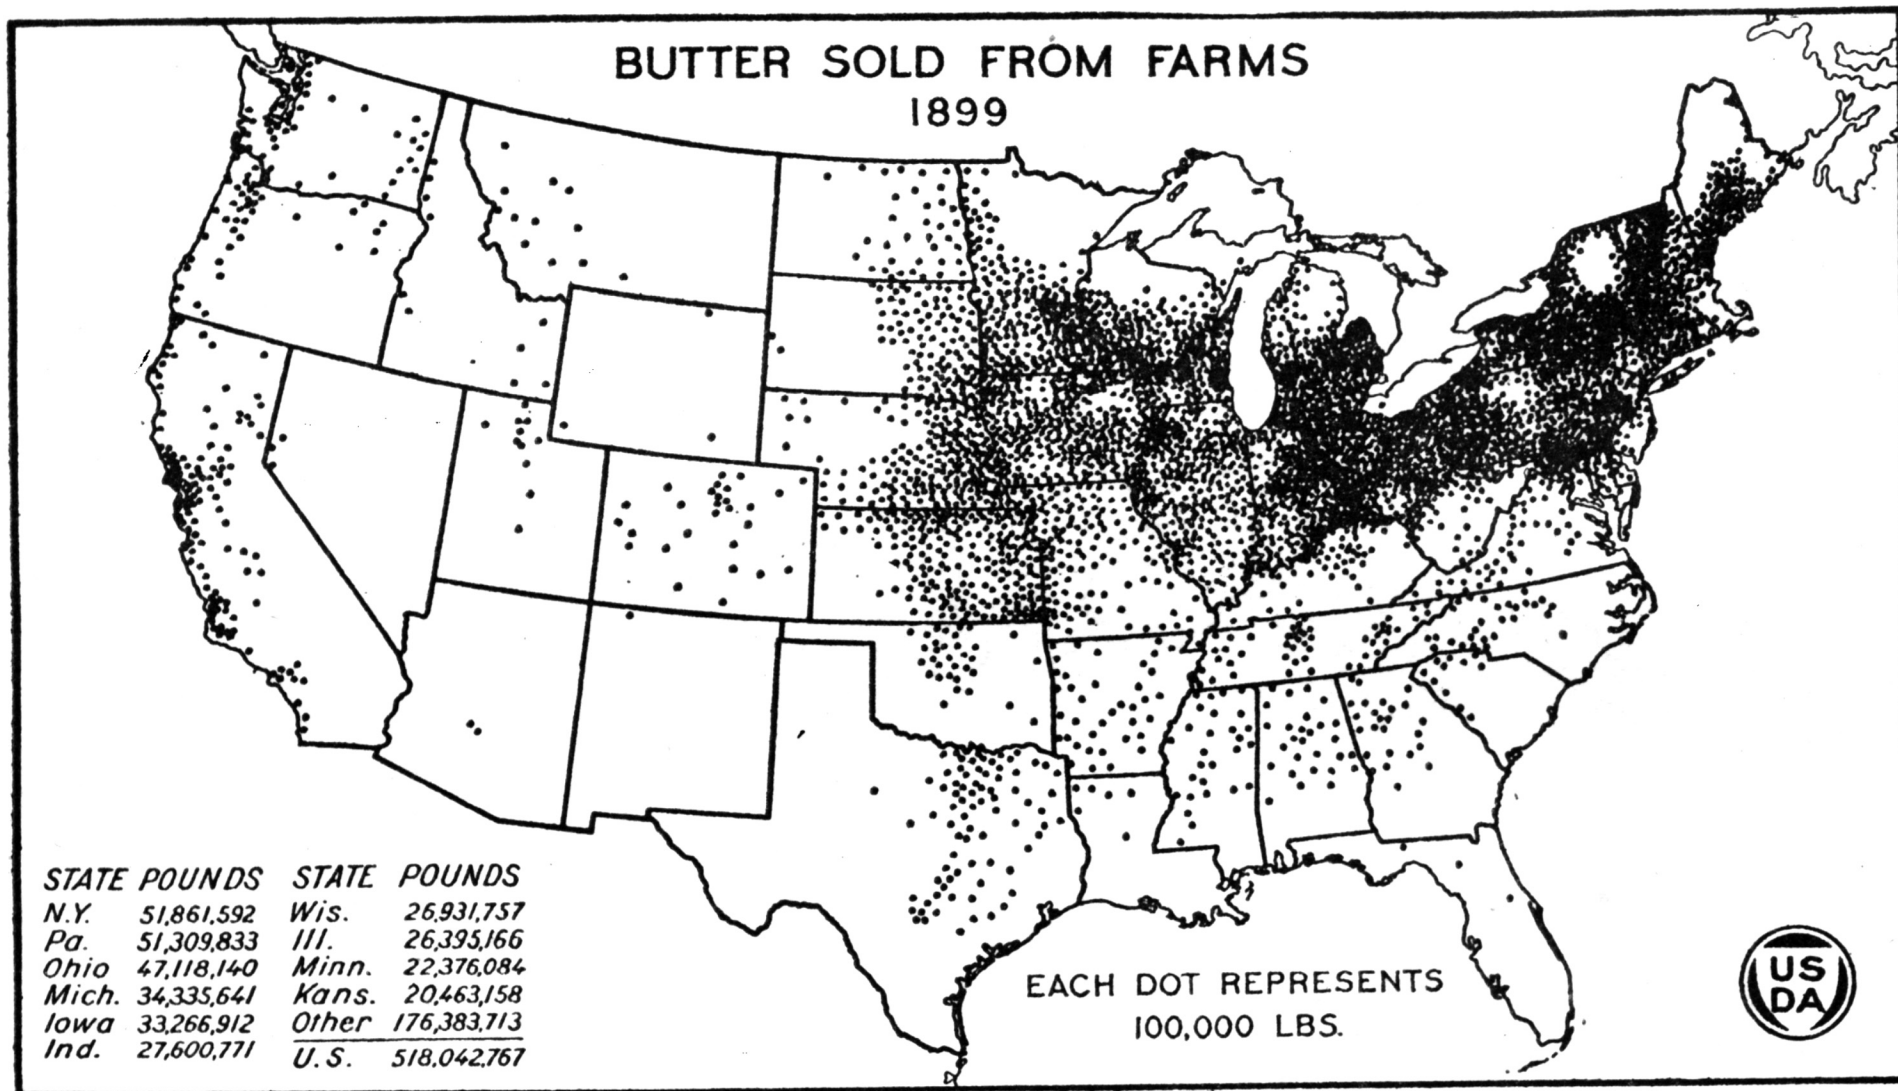 BUTTER SOLD FROM FARMS
1899
STATE POUNDS STATE POUNDS
N.Y. 51,861,592 Wis. 26,931,757
Pa. 51,309,833 Ill. 26,395,166
Ohio 47,118,140 Minn. 22,376,084
Mich. 34,335,641 Kans. 20,463,158
Iowa 33,266,912 Other 176,383,713
Ind. 27,600,771 U.S. 518,042,767
EACH DOT REPRESENTS
100,000 LBS.
US
DA